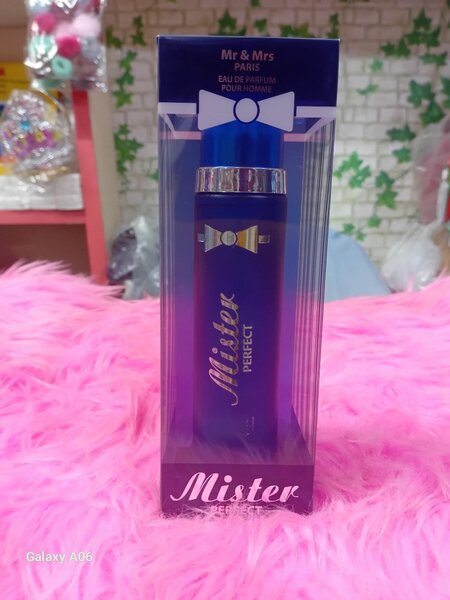 Mr & Mrs
PARIS
EAU DE PARFUM
POUR HOMME
Mister
PERFECT
Mister
PERFECT
Galaxy A06